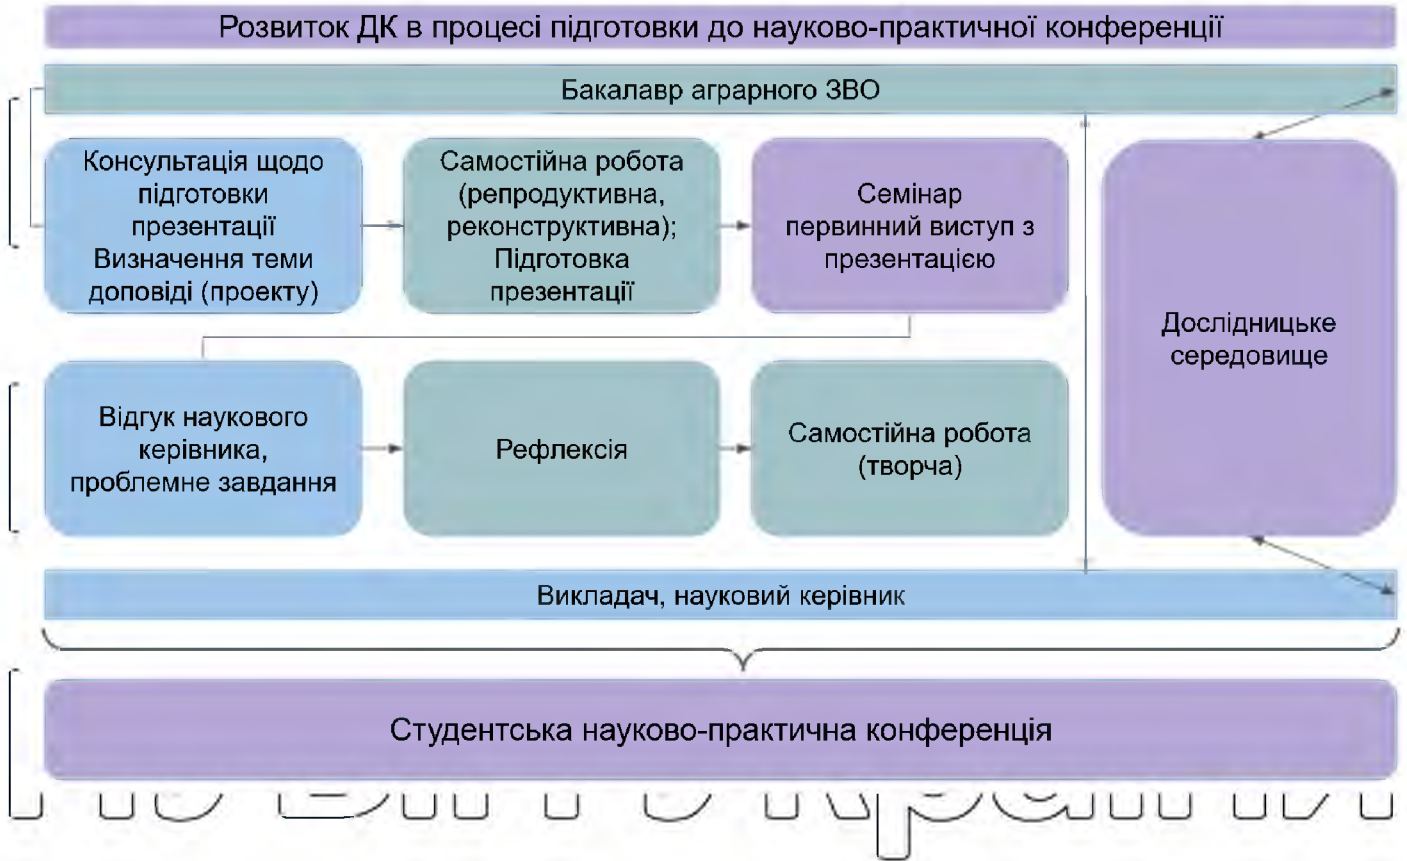 Розвиток ДК в процесі підготовки до науково-практичної конференції
Бакалавр аграрного ЗВО
Консультація щодо
підготовки
презентації
Визначення теми
доповіді (проекту)
Самостійна робота
(репродуктивна,
реконструктивна);
Підготовка
презентації
Семінар
первинний виступ з
презентацією
Дослідницьке
середовище
Відгук наукового
керівника,
проблемне завдання
Рефлексія
Самостійна робота
(творча)
Викладач, науковий керівник
Студентська науково-практична конференція